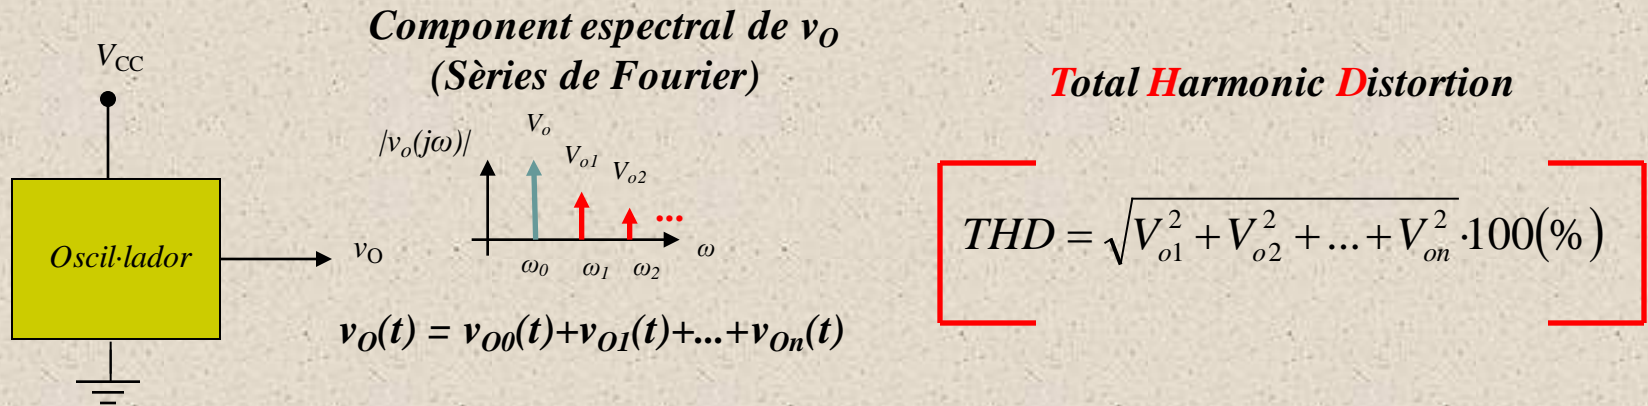 Component espectral de vO
(Sèries de Fourier)
VCC
Total Harmonic Distortion
Vo
|vo(jω)|
Vo1
Vo2
...
Oscil·lador
vO
ω0 ω1 ω2
ω
THD = √(V²o1 + V²o2 + ... + V²on) ·100(%)
vO(t) = vO0(t)+vO1(t)+...+vOn(t)